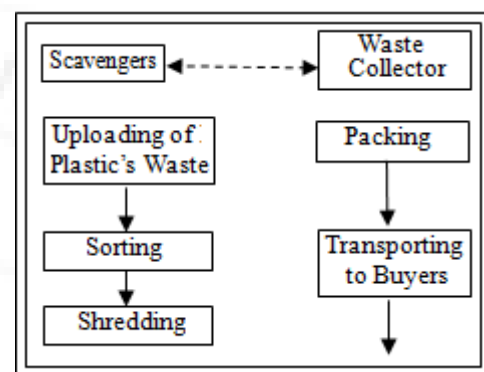 Scavengers
Waste
Collector
Uploading of
Plastic's Waste
Packing
Sorting
Transporting
to Buyers
Shredding